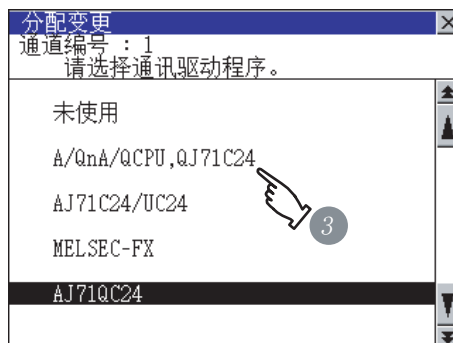 分配变更
通道编号 : 1
请选择通讯驱动程序。
未使用
A/QnA/QCPU,QJ71C24
AJ71C24/UC24
MELSEC-FX
AJ71QC24
3